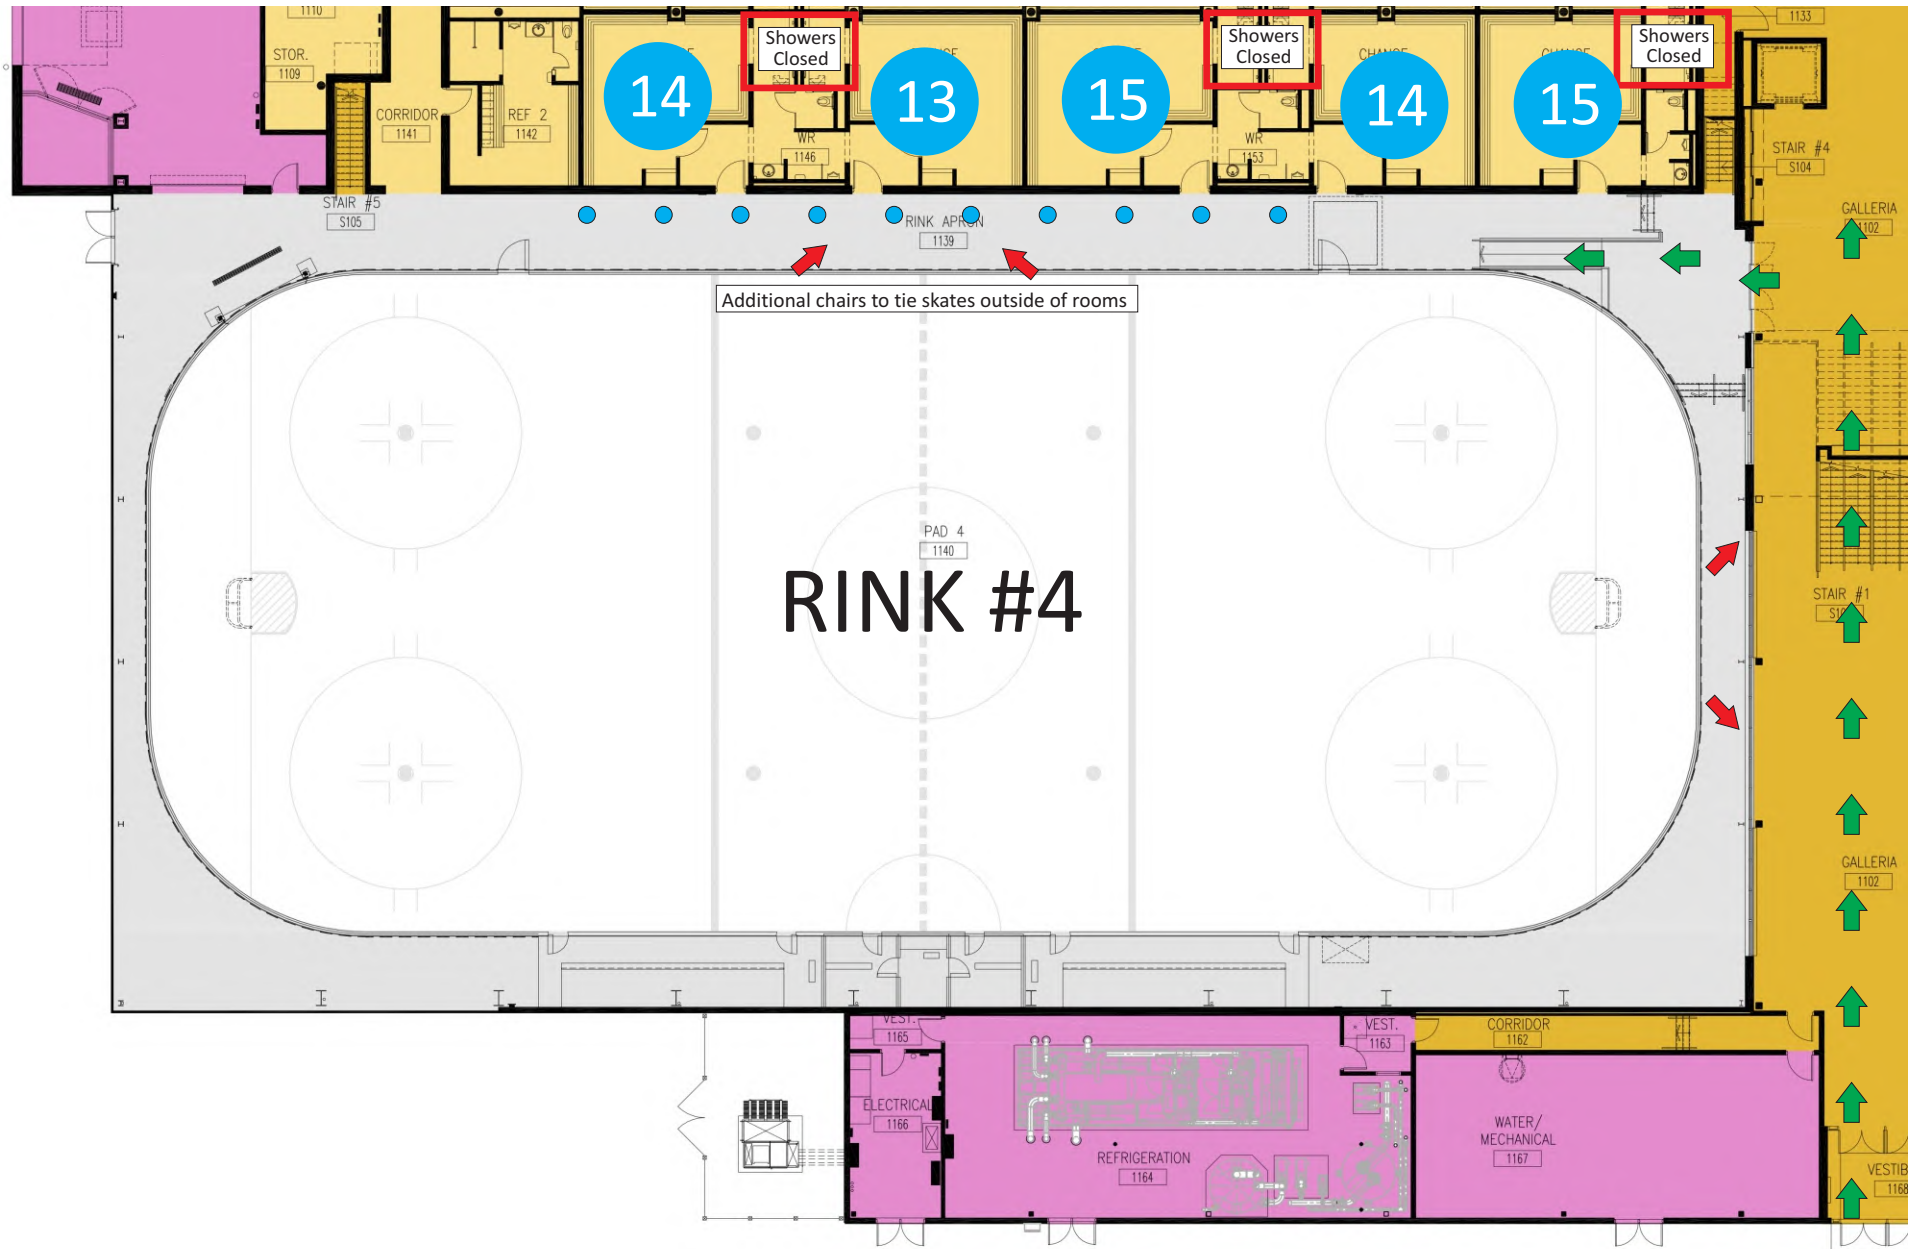 1110
STOR.
1109
CORRIDOR
1141
REF 2
1142
14
Showers
Closed
13
15
Showers
Closed
CHANGE
14
15
Showers
Closed
1133
WR
1146
WR
1153
STAIR #4
S104
STAIR #5
S105
RINK APRON
1139
GALLERIA
1102
Additional chairs to tie skates outside of rooms
PAD 4
1140
RINK #4
STAIR #1
GALLERIA
1102
VEST.
1165
VEST.
1163
CORRIDOR
1162
ELECTRICAL
1166
REFRIGERATION
1164
WATER/
MECHANICAL
1167
VESTIB
1168